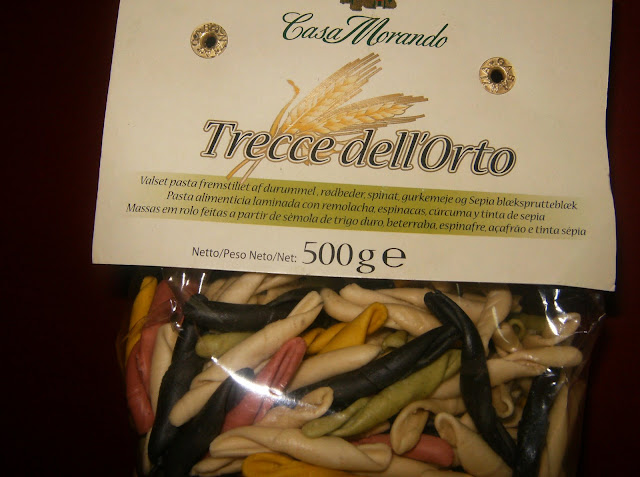 Casa Morando
Trecce dell'Orto
Valset pasta fremstillet af durummel, rødbeder, spinat, gurkemeje og Sepia blæksprutteblæk
Pasta alimenticia laminada con remolacha, espinacas, cúrcuma y tinta de sepia
Massas em rolo feitas a partir de sêmola de trigo duro, beterraba, espinafre, açafrão e tinta sépia
Netto/Peso Neto/Net: 500g e